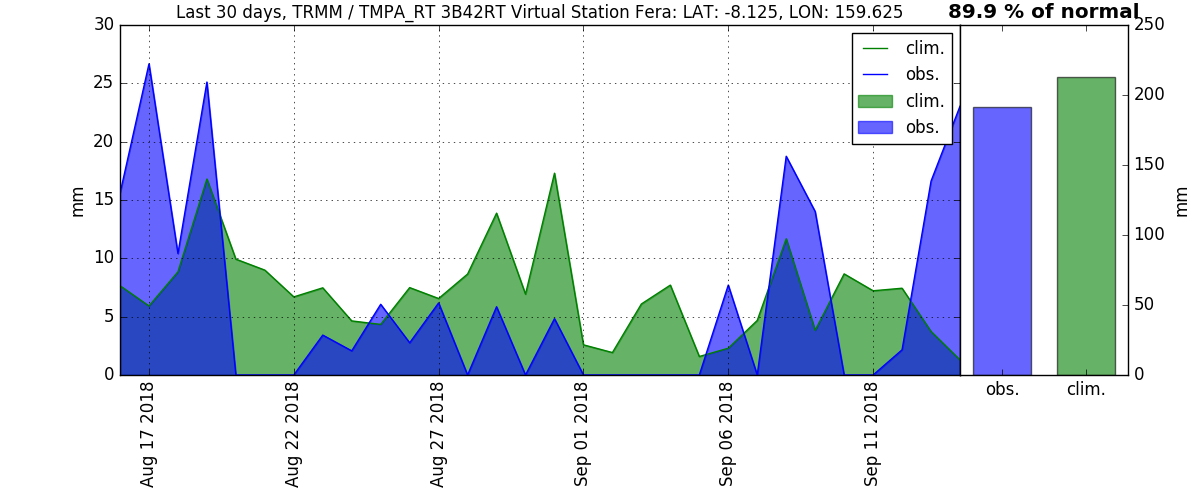 Last 30 days, TRMM / TMPA_RT 3B42RT Virtual Station Fera: LAT: -8.125, LON: 159.625
89.9 % of normal
30
25
20
15
10
5
0
mm
clim.
obs.
clim.
obs.
250
200
150
100
50
0
mm
Aug 17 2018
Aug 22 2018
Aug 27 2018
Sep 01 2018
Sep 06 2018
Sep 11 2018
obs.
clim.